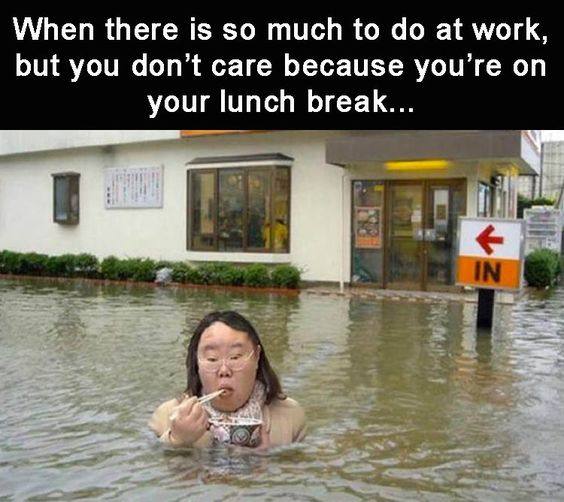 When there is so much to do at work,
but you don't care because you're on
your lunch break...
IN